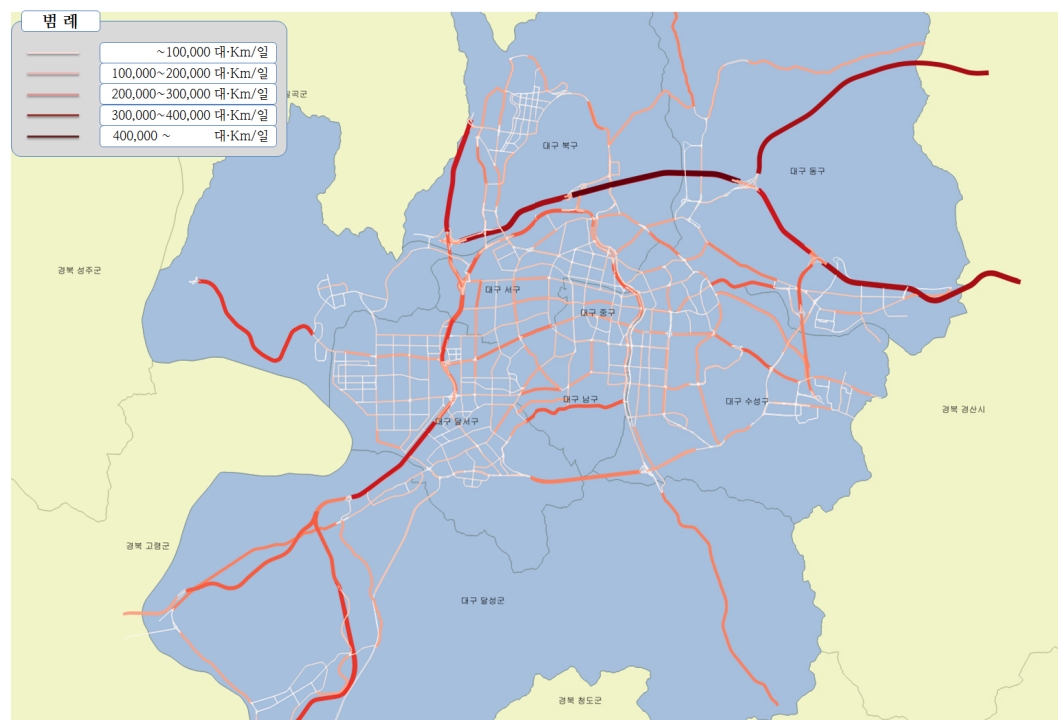 범 례
~100,000 대·Km/일
100,000~200,000 대·Km/일
200,000~300,000 대·Km/일
300,000~400,000 대·Km/일
400,000 ~ 대·Km/일
대구 북구
대구 동구
경북 성주군
대구 서구
대구 중구
대구 남구
대구 수성구
경북 경산시
대구 달서구
경북 고령군
대구 달성군
경북 청도군